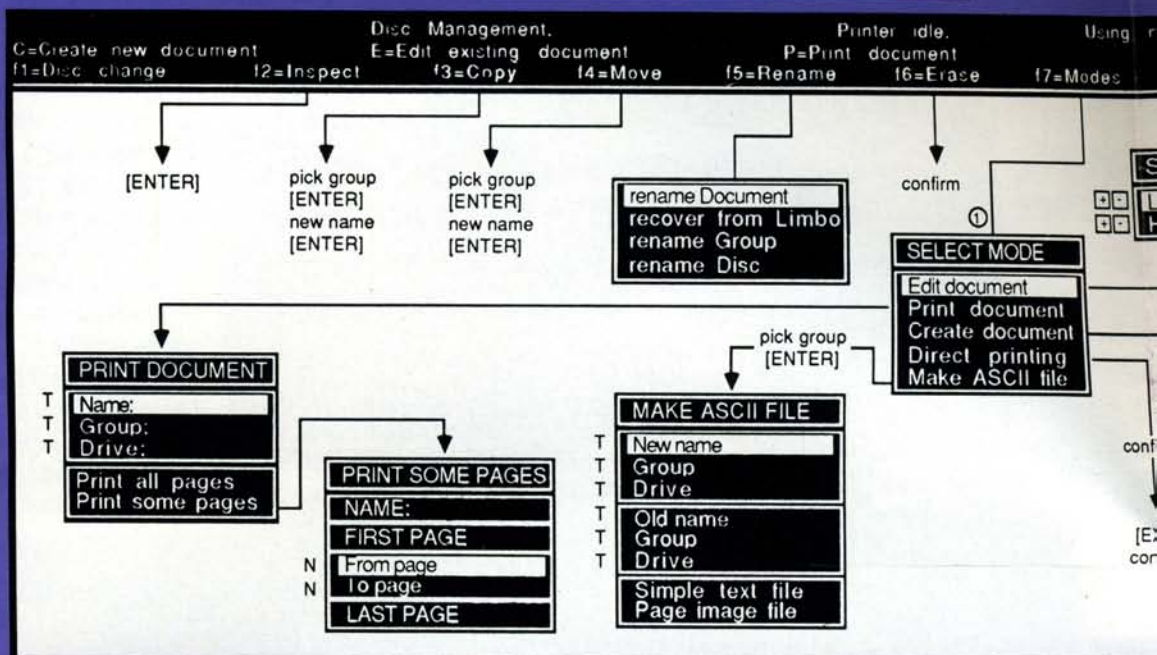 Disc Management. Printer idle. Using
C=Create new document E=Edit existing document P=Print document
f1=Disc change f2=Inspect f3=Copy f4=Move f5=Rename f6=Erase f7=Modes
[ENTER]
pick group
[ENTER]
new name
[ENTER]
pick group
[ENTER]
new name
[ENTER]
rename Document
recover from Limbo
rename Group
rename Disc
confirm
1
SELECT MODE
Edit document
Print document
Create document
Direct printing
Make ASCII file
+ -
+ -
pick group
[ENTER]
PRINT DOCUMENT
T Name:
T Group:
T Drive:
Print all pages
Print some pages
PRINT SOME PAGES
NAME:
FIRST PAGE
N From page
N To page
LAST PAGE
MAKE ASCII FILE
T New name
T Group
T Drive
T Old name
T Group
T Drive
Simple text file
Page image file